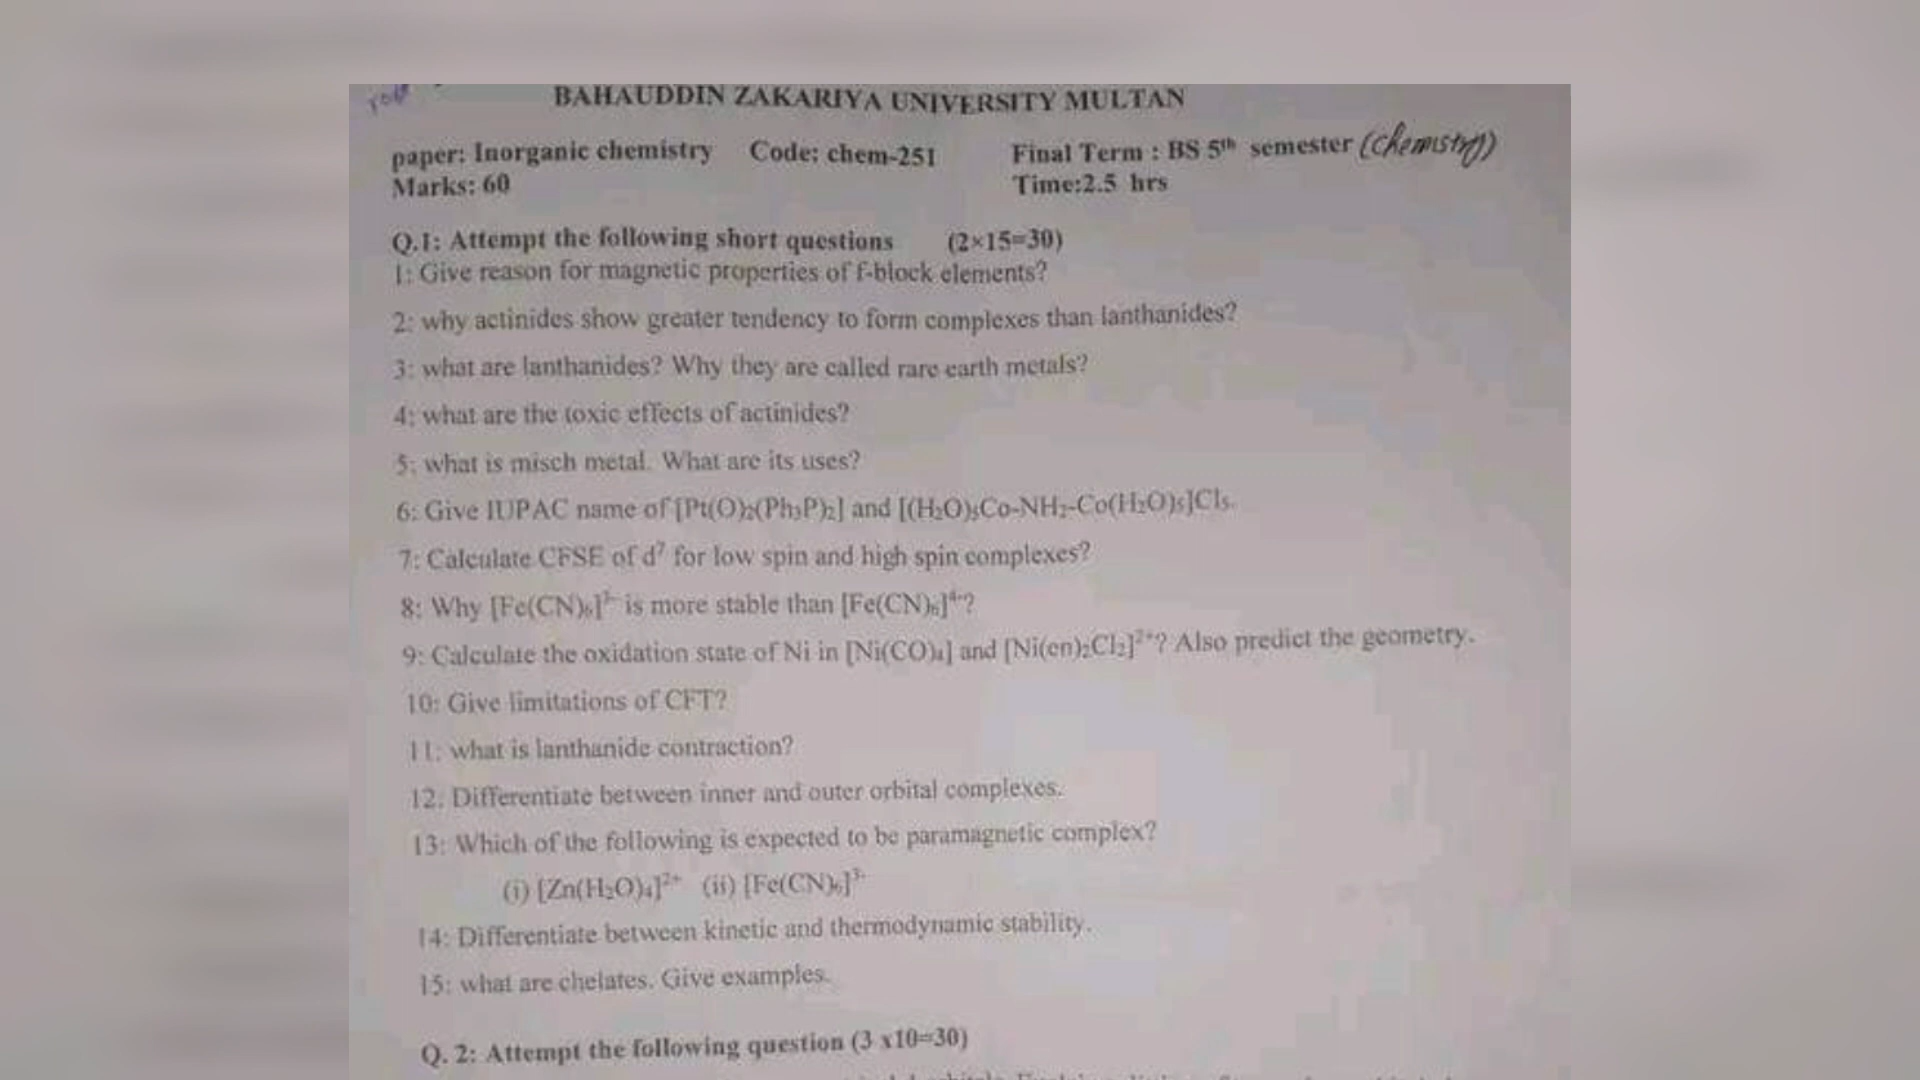 BAHAUDDIN ZAKARIYA UNIVERSITY MULTAN
paper: Inorganic chemistry Code: chem-251 Final Term : BS 5th semester (chemistry)
Marks: 60 Time:2.5 hrs
Q.1: Attempt the following short questions (2×15=30)
1: Give reason for magnetic properties of f-block elements?
2: why actinides show greater tendency to form complexes than lanthanides?
3: what are lanthanides? Why they are called rare earth metals?
4: what are the toxic effects of actinides?
5: what is misch metal. What are its uses?
6: Give IUPAC name of [Pt(O)₂(Ph₃P)₂] and [(H₂O)₅Co-NH₂-Co(H₂O)₅]Cl₅.
7: Calculate CFSE of d⁷ for low spin and high spin complexes?
8: Why [Fe(CN)₆]³⁻ is more stable than [Fe(CN)₆]⁴⁻?
9: Calculate the oxidation state of Ni in [Ni(CO)₄] and [Ni(en)₂Cl₂]²⁺? Also predict the geometry.
10: Give limitations of CFT?
11: what is lanthanide contraction?
12: Differentiate between inner and outer orbital complexes.
13: Which of the following is expected to be paramagnetic complex?
(i) [Zn(H₂O)₄]²⁺ (ii) [Fe(CN)₆]³⁻
14: Differentiate between kinetic and thermodynamic stability.
15: what are chelates. Give examples.
Q. 2: Attempt the following question (3 x10=30)